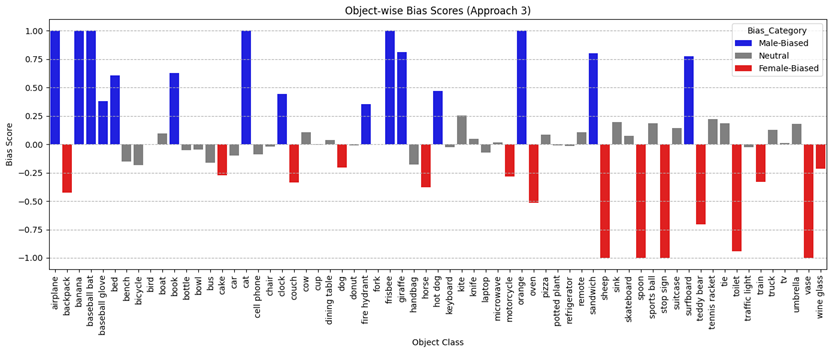 Object-wise Bias Scores (Approach 3)
Bias_Category
Male-Biased
Neutral
Female-Biased
Bias Score
1.00
0.75
0.50
0.25
0.00
−0.25
−0.50
−0.75
−1.00
airplane
backpack
banana
baseball bat
baseball glove
bed
bench
bicycle
bird
boat
book
bottle
bowl
bus
cake
car
cat
cell phone
chair
clock
couch
cow
cup
dining table
dog
donut
fire hydrant
fork
frisbee
giraffe
handbag
horse
hot dog
keyboard
kite
knife
laptop
microwave
motorcycle
orange
oven
pizza
potted plant
refrigerator
remote
sandwich
sheep
sink
skateboard
spoon
sports ball
stop sign
suitcase
surfboard
teddy bear
tennis racket
tie
toilet
traffic light
train
truck
tv
umbrella
vase
wine glass
Object Class